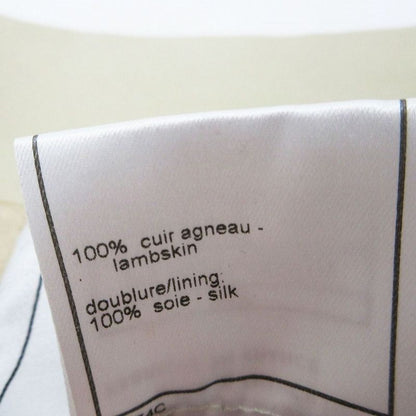 100% cuir agneau -
lambskin
doublure/lining:
100% soie - silk